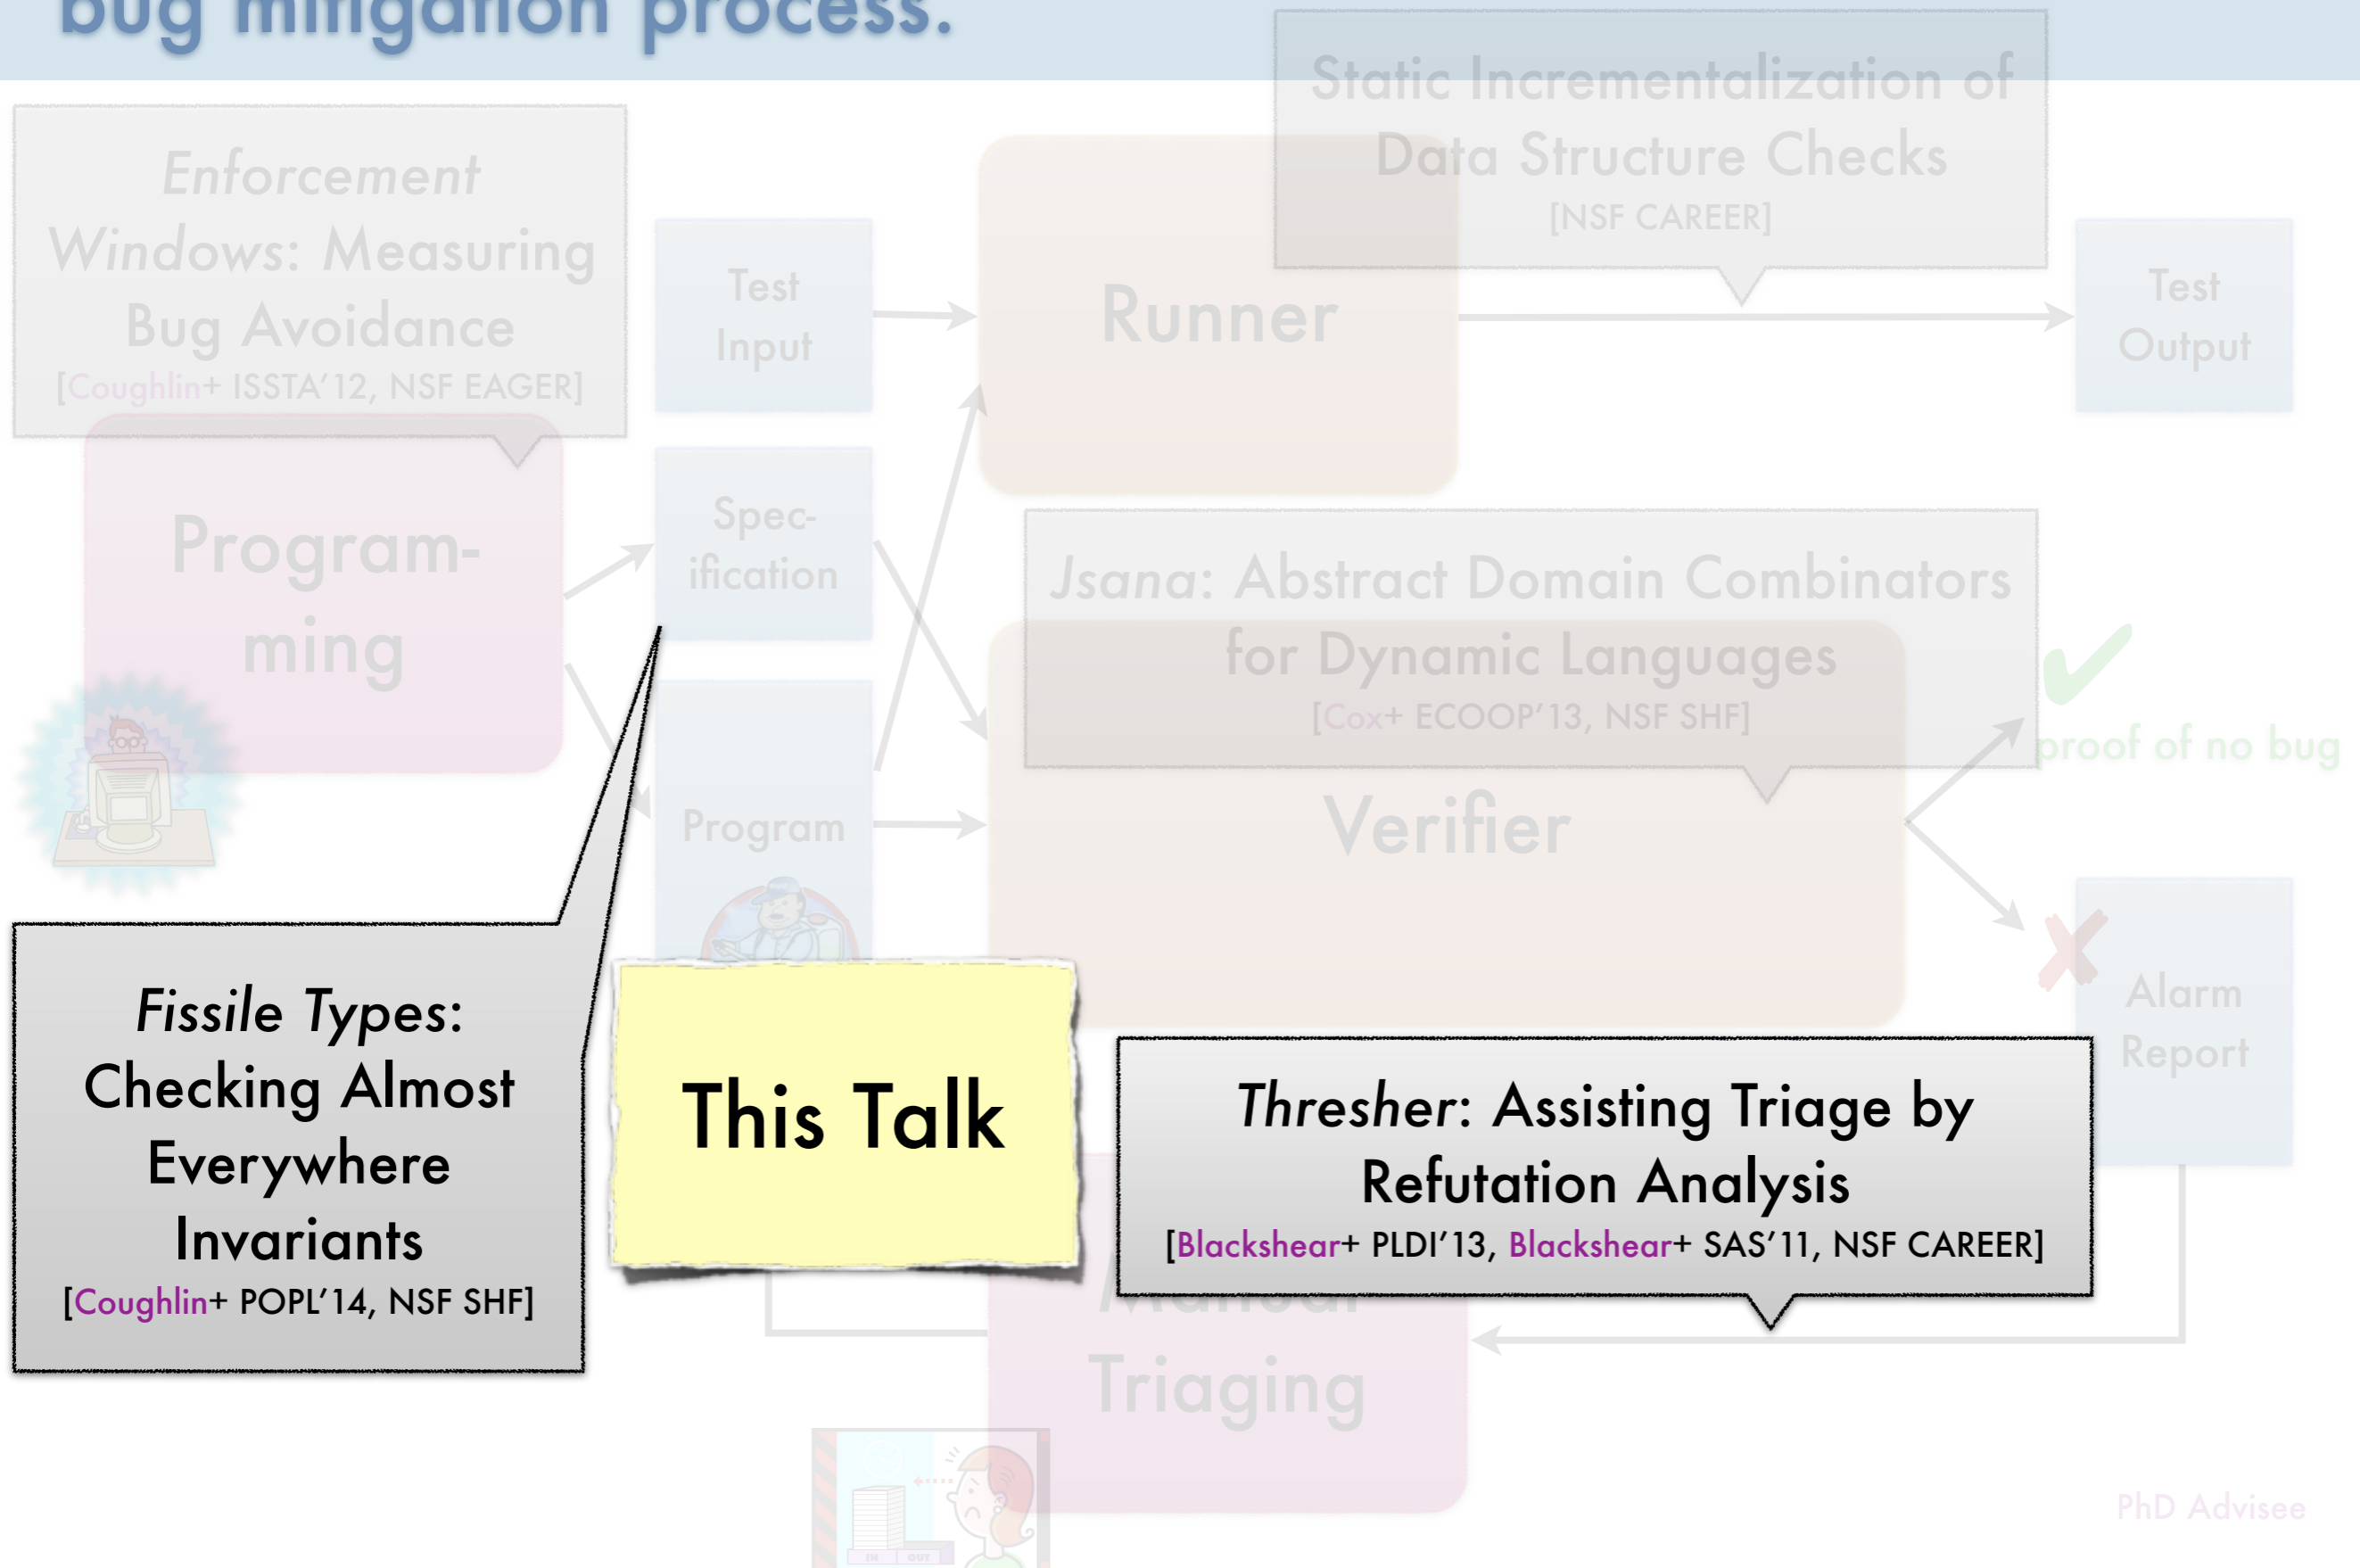 bug mitigation process.
Static Incrementalization of
Data Structure Checks
[NSF CAREER]
Enforcement
Windows: Measuring
Bug Avoidance
[Coughlin+ ISSTA’12, NSF EAGER]
Test
Input
Runner
Test
Output
Program-
ming
Spec-
ification
Jsana: Abstract Domain Combinators
for Dynamic Languages
[Cox+ ECOOP’13, NSF SHF]
proof of no bug
Program
Verifier
Alarm
Report
Fissile Types:
Checking Almost
Everywhere
Invariants
[Coughlin+ POPL’14, NSF SHF]
This Talk
Thresher: Assisting Triage by
Refutation Analysis
[Blackshear+ PLDI’13, Blackshear+ SAS’11, NSF CAREER]
Manual
Triaging
IN
OUT
PhD Advisee